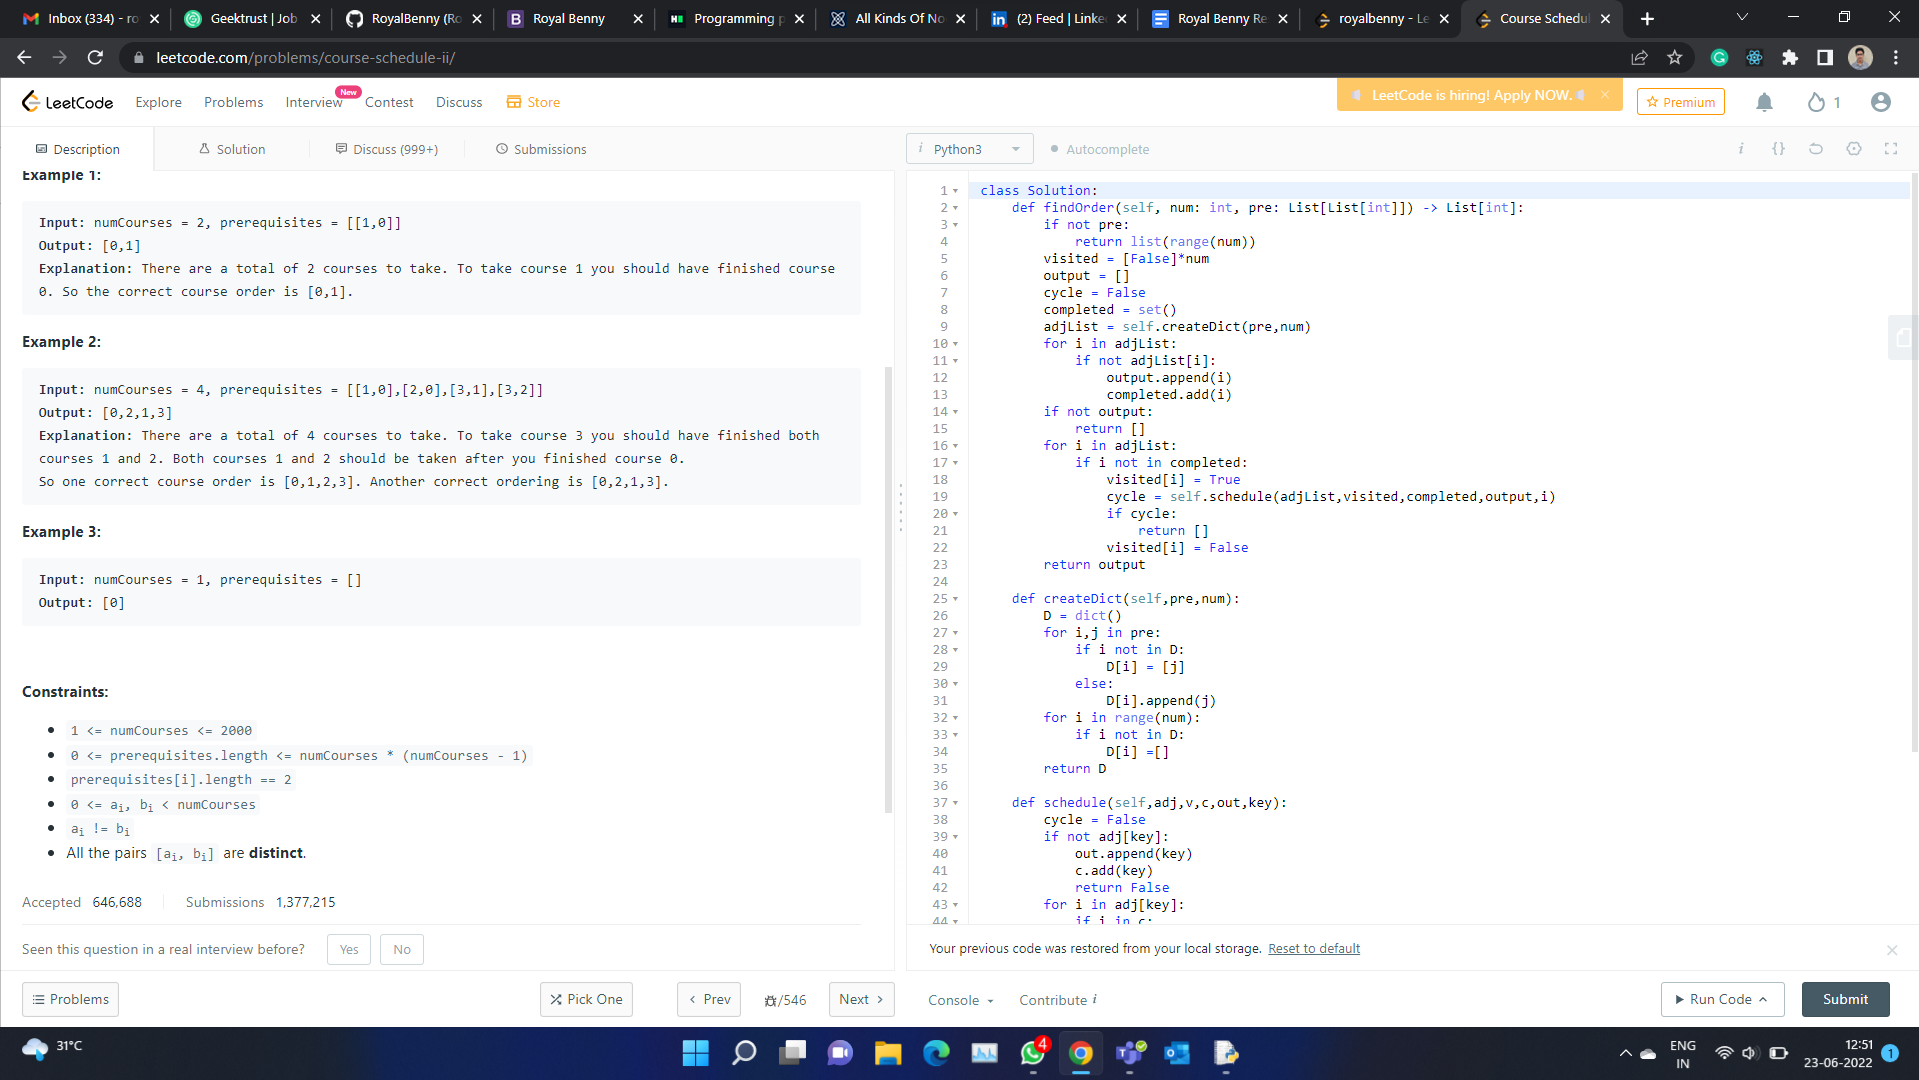 Inbox (334) - ro
Geektrust | Job
RoyalBenny (Ro
Royal Benny
Programming p
All Kinds Of No
(2) Feed | Linke
Royal Benny Re
royalbenny - Le
Course Schedul
leetcode.com/problems/course-schedule-ii/
LeetCode
Explore
Problems
Interview
New
Contest
Discuss
Store
LeetCode is hiring! Apply NOW.
Premium
1
Description
Solution
Discuss (999+)
Submissions
Python3
Autocomplete
Example 1:
Input: numCourses = 2, prerequisites = [[1,0]]
Output: [0,1]
Explanation: There are a total of 2 courses to take. To take course 1 you should have finished course
0. So the correct course order is [0,1].
Example 2:
Input: numCourses = 4, prerequisites = [[1,0],[2,0],[3,1],[3,2]]
Output: [0,2,1,3]
Explanation: There are a total of 4 courses to take. To take course 3 you should have finished both
courses 1 and 2. Both courses 1 and 2 should be taken after you finished course 0.
So one correct course order is [0,1,2,3]. Another correct ordering is [0,2,1,3].
Example 3:
Input: numCourses = 1, prerequisites = []
Output: [0]
Constraints:
1 <= numCourses <= 2000
0 <= prerequisites.length <= numCourses * (numCourses - 1)
prerequisites[i].length == 2
0 <= ai, bi < numCourses
ai != bi
All the pairs [ai, bi] are distinct.
Accepted 646,688 Submissions 1,377,215
Seen this question in a real interview before? Yes No
Problems
Pick One
Prev
/546
Next
1 class Solution:
2 def findOrder(self, num: int, pre: List[List[int]]) -> List[int]:
3 if not pre:
4 return list(range(num))
5 visited = [False]*num
6 output = []
7 cycle = False
8 completed = set()
9 adjList = self.createDict(pre,num)
10 for i in adjList:
11 if not adjList[i]:
12 output.append(i)
13 completed.add(i)
14 if not output:
15 return []
16 for i in adjList:
17 if i not in completed:
18 visited[i] = True
19 cycle = self.schedule(adjList,visited,completed,output,i)
20 if cycle:
21 return []
22 visited[i] = False
23 return output
24
25 def createDict(self,pre,num):
26 D = dict()
27 for i,j in pre:
28 if i not in D:
29 D[i] = [j]
30 else:
31 D[i].append(j)
32 for i in range(num):
33 if i not in D:
34 D[i] =[]
35 return D
36
37 def schedule(self,adj,v,c,out,key):
38 cycle = False
39 if not adj[key]:
40 out.append(key)
41 c.add(key)
42 return False
43 for i in adj[key]:
44 if i in c:
Your previous code was restored from your local storage. Reset to default
Console
Contribute i
Run Code
Submit
31°C
4
ENG
IN
12:51
23-06-2022
1